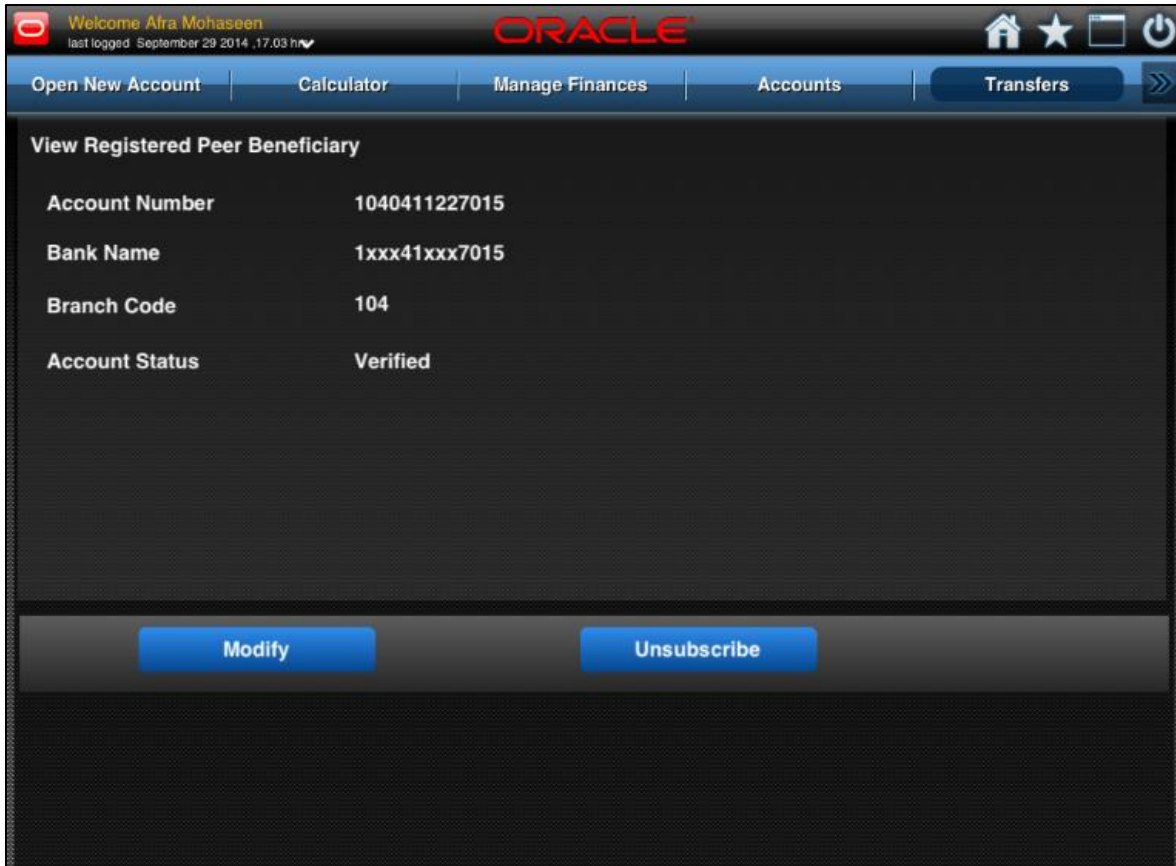 Welcome Afra Mohaseen
last logged September 29 2014 ,17.03 hr
ORACLE
Open New Account Calculator Manage Finances Accounts Transfers
View Registered Peer Beneficiary
Account Number 1040411227015
Bank Name 1xxx41xxx7015
Branch Code 104
Account Status Verified
Modify Unsubscribe